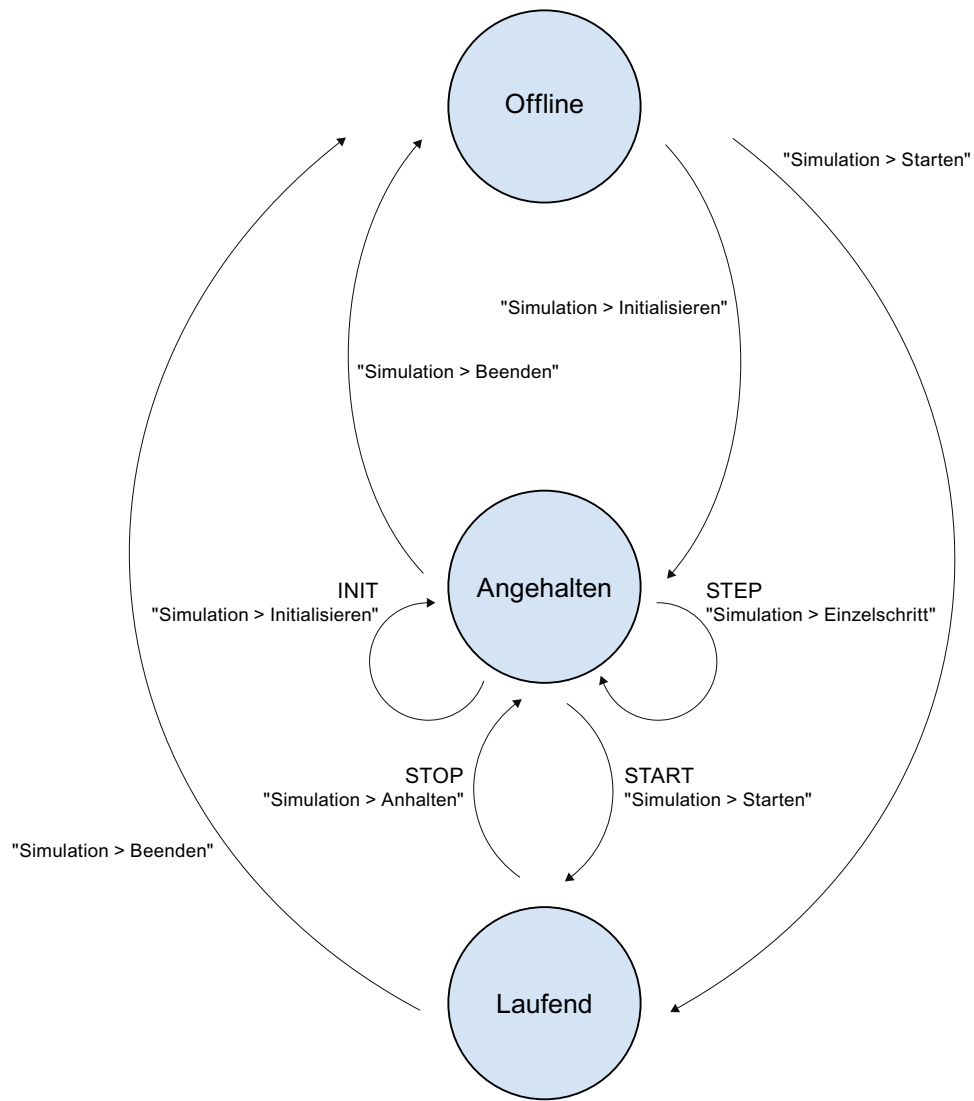 Offline
"Simulation > Starten"
"Simulation > Initialisieren"
"Simulation > Beenden"
Angehalten
INIT
"Simulation > Initialisieren"
STEP
"Simulation > Einzelschritt"
STOP
"Simulation > Anhalten"
START
"Simulation > Starten"
"Simulation > Beenden"
Laufend